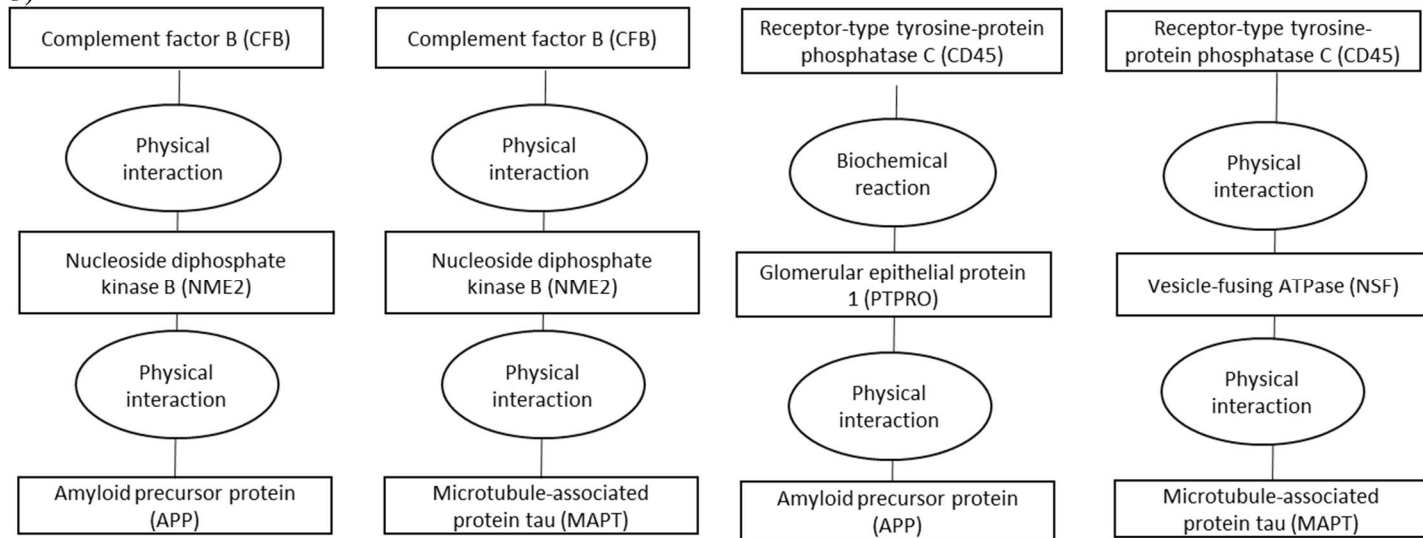 Complement factor B (CFB)
Physical
interaction
Nucleoside diphosphate
kinase B (NME2)
Physical
interaction
Amyloid precursor protein
(APP)
Complement factor B (CFB)
Physical
interaction
Nucleoside diphosphate
kinase B (NME2)
Physical
interaction
Microtubule-associated
protein tau (MAPT)
Receptor-type tyrosine-protein
phosphatase C (CD45)
Biochemical
reaction
Glomerular epithelial protein
1 (PTPRO)
Physical
interaction
Amyloid precursor protein
(APP)
Receptor-type tyrosine-
protein phosphatase C (CD45)
Physical
interaction
Vesicle-fusing ATPase (NSF)
Physical
interaction
Microtubule-associated
protein tau (MAPT)